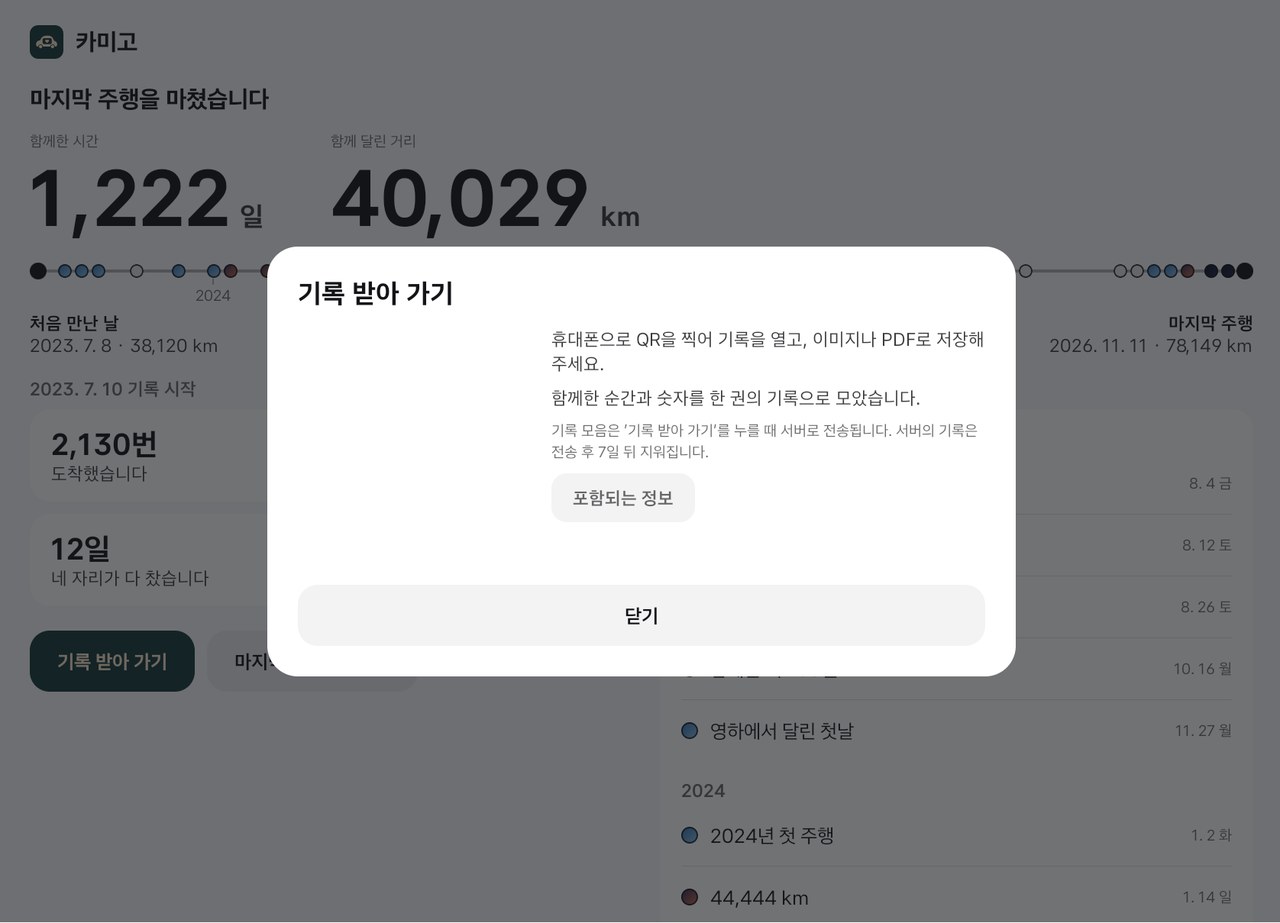 카미고
마지막 주행을 마쳤습니다
함께한 시간
함께 달린 거리
1,222 일
40,029 km
2024
처음 만난 날
2023. 7. 8 · 38,120 km
마지막 주행
2026. 11. 11 · 78,149 km
2023. 7. 10 기록 시작
2,130번
도착했습니다
12일
네 자리가 다 찼습니다
기록 받아 가기
기록 받아 가기
휴대폰으로 QR을 찍어 기록을 열고, 이미지나 PDF로 저장해
주세요.
함께한 순간과 숫자를 한 권의 기록으로 모았습니다.
기록 모음은 ‘기록 받아 가기’를 누를 때 서버로 전송됩니다. 서버의 기록은
전송 후 7일 뒤 지워집니다.
포함되는 정보
닫기
8. 4 금
8. 12 토
8. 26 토
10. 16 월
영하에서 달린 첫날
11. 27 월
2024
2024년 첫 주행
1. 2 화
44,444 km
1. 14 일